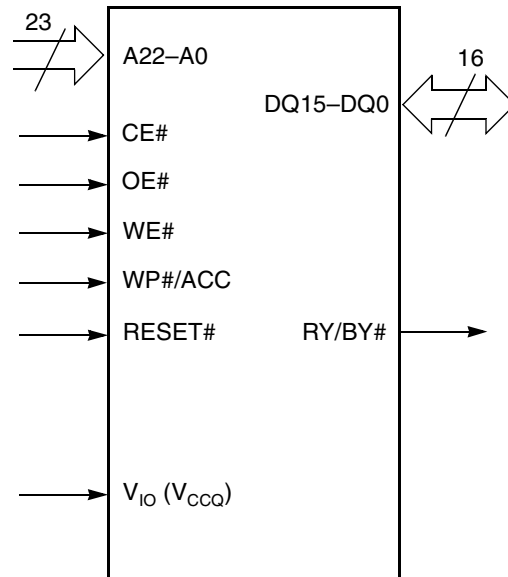 23
A22–A0
16
DQ15–DQ0
CE#
OE#
WE#
WP#/ACC
RESET#
RY/BY#
V_IO (V_CCQ)